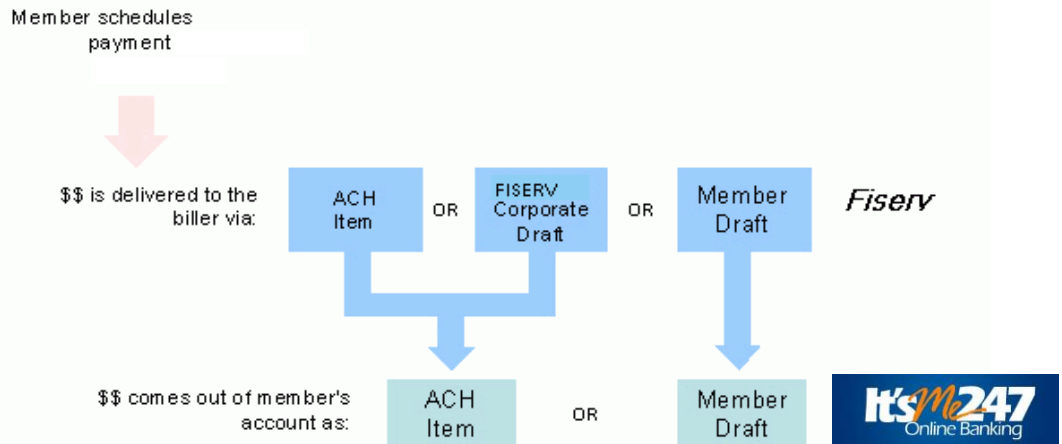 Member schedules
payment
$$ is delivered to the
biller via:
ACH
Item
OR
FISERV
Corporate
Draft
OR
Member
Draft
Fiserv
$$ comes out of member's
account as:
ACH
Item
OR
Member
Draft
It'sMe247
Online Banking